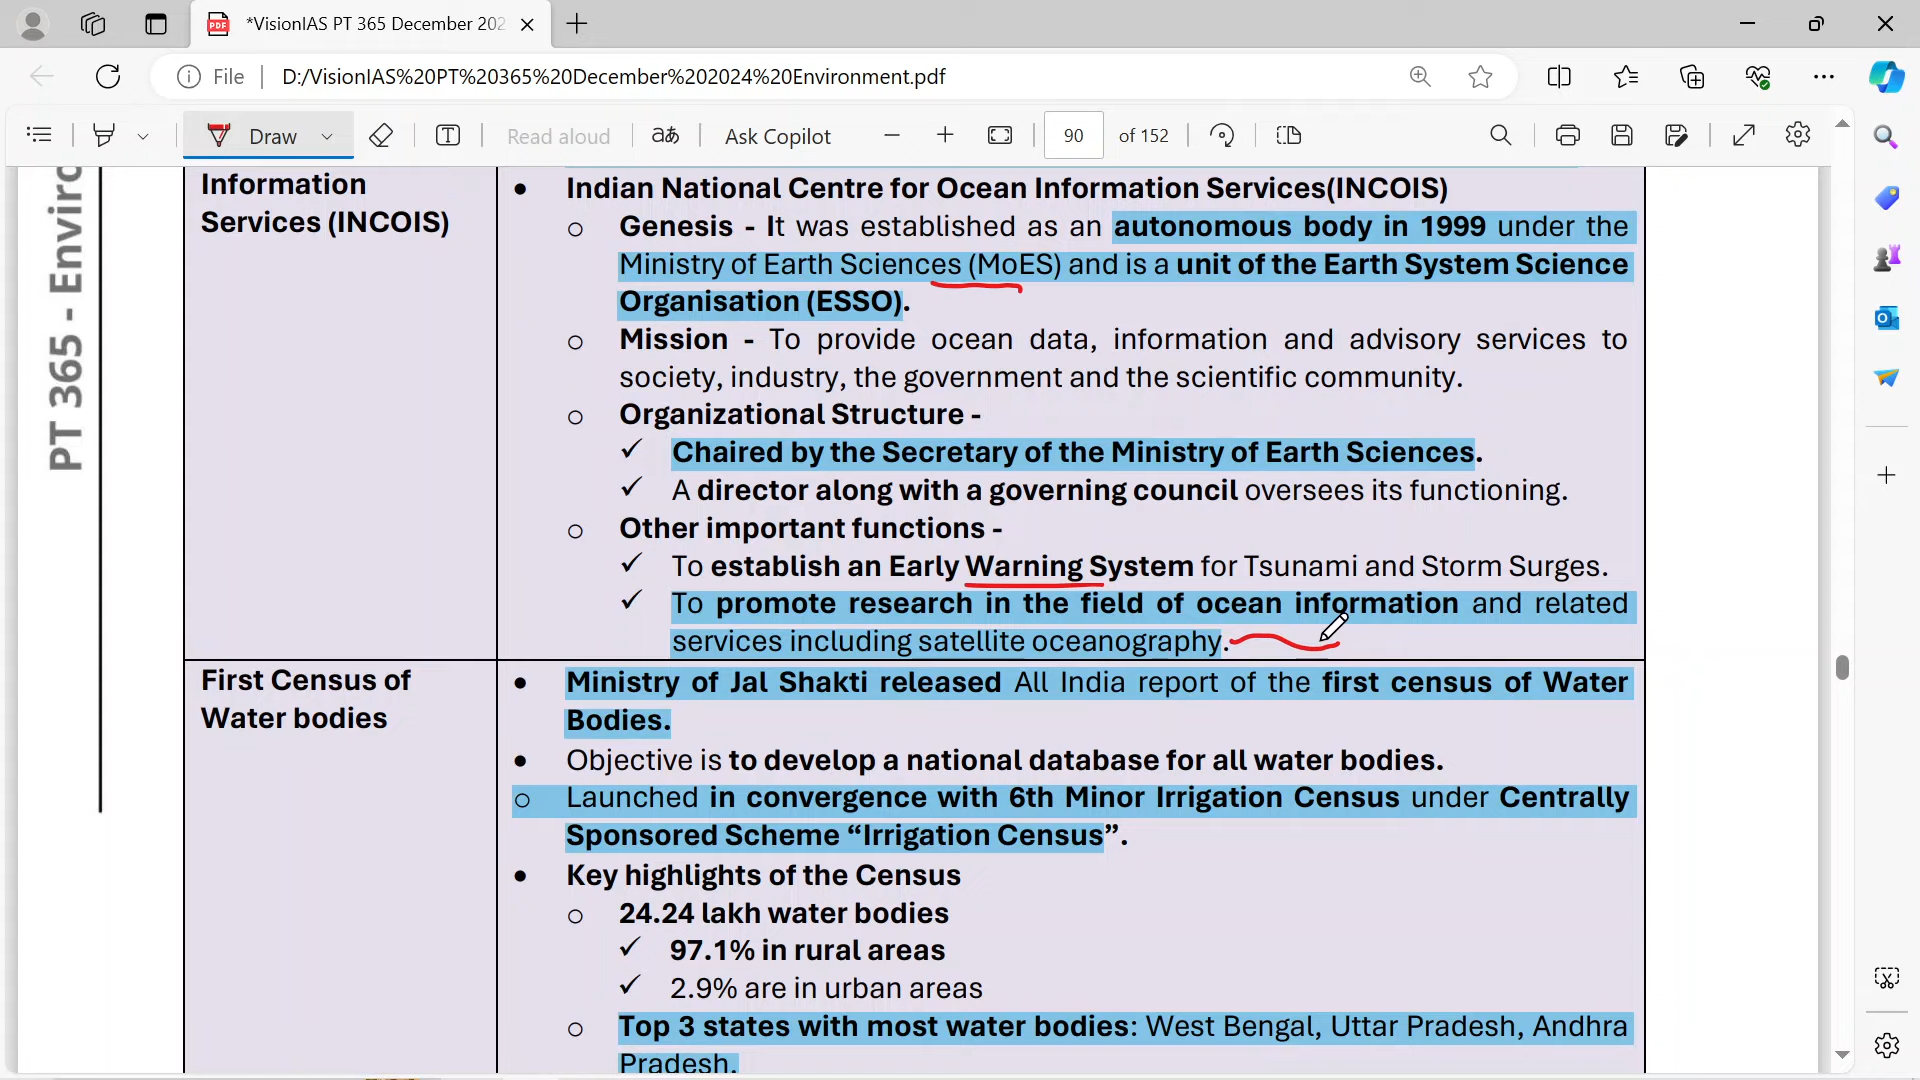 *VisionIAS PT 365 December 202
File
D:/VisionIAS%20PT%20365%20December%202024%20Environment.pdf
Draw
Read aloud
aあ
Ask Copilot
90
of 152
PT 365 - Enviro
Information
Services (INCOIS)
• Indian National Centre for Ocean Information Services(INCOIS)
o Genesis - It was established as an autonomous body in 1999 under the
Ministry of Earth Sciences (MoES) and is a unit of the Earth System Science
Organisation (ESSO).
o Mission - To provide ocean data, information and advisory services to
society, industry, the government and the scientific community.
o Organizational Structure -
✓ Chaired by the Secretary of the Ministry of Earth Sciences.
✓ A director along with a governing council oversees its functioning.
o Other important functions -
✓ To establish an Early Warning System for Tsunami and Storm Surges.
✓ To promote research in the field of ocean information and related
services including satellite oceanography.
First Census of
Water bodies
• Ministry of Jal Shakti released All India report of the first census of Water
Bodies.
• Objective is to develop a national database for all water bodies.
o Launched in convergence with 6th Minor Irrigation Census under Centrally
Sponsored Scheme “Irrigation Census”.
• Key highlights of the Census
o 24.24 lakh water bodies
✓ 97.1% in rural areas
✓ 2.9% are in urban areas
o Top 3 states with most water bodies: West Bengal, Uttar Pradesh, Andhra
Pradesh.